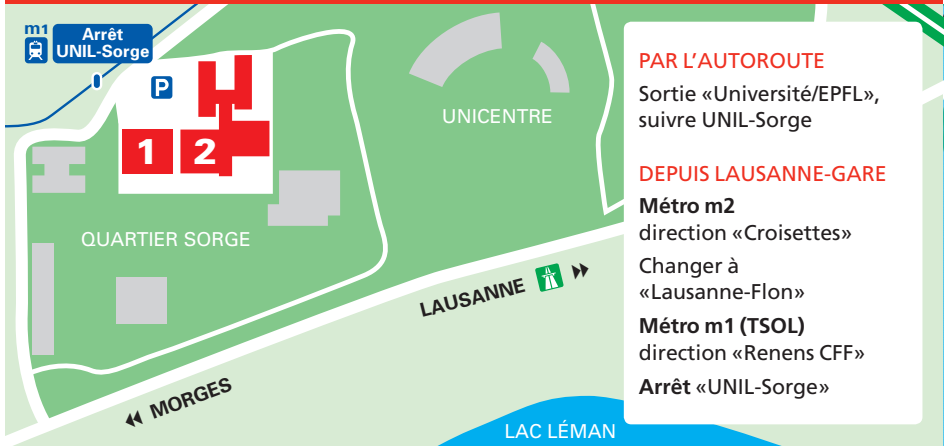 m1
Arrêt
UNIL-Sorge
P
1
2
UNICENTRE
QUARTIER SORGE
LAUSANNE
MORGES
LAC LÉMAN
PAR L’AUTOROUTE
Sortie «Université/EPFL»,
suivre UNIL-Sorge
DEPUIS LAUSANNE-GARE
Métro m2
direction «Croisettes»
Changer à
«Lausanne-Flon»
Métro m1 (TSOL)
direction «Renens CFF»
Arrêt «UNIL-Sorge»